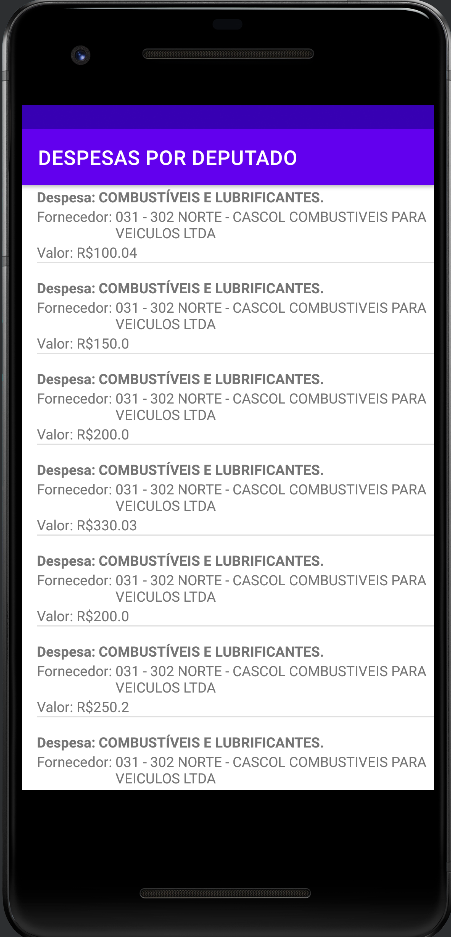 DESPESAS POR DEPUTADO
Despesa: COMBUSTÍVEIS E LUBRIFICANTES.
Fornecedor: 031 - 302 NORTE - CASCOL COMBUSTIVEIS PARA
VEICULOS LTDA
Valor: R$100.04
Despesa: COMBUSTÍVEIS E LUBRIFICANTES.
Fornecedor: 031 - 302 NORTE - CASCOL COMBUSTIVEIS PARA
VEICULOS LTDA
Valor: R$150.0
Despesa: COMBUSTÍVEIS E LUBRIFICANTES.
Fornecedor: 031 - 302 NORTE - CASCOL COMBUSTIVEIS PARA
VEICULOS LTDA
Valor: R$200.0
Despesa: COMBUSTÍVEIS E LUBRIFICANTES.
Fornecedor: 031 - 302 NORTE - CASCOL COMBUSTIVEIS PARA
VEICULOS LTDA
Valor: R$330.03
Despesa: COMBUSTÍVEIS E LUBRIFICANTES.
Fornecedor: 031 - 302 NORTE - CASCOL COMBUSTIVEIS PARA
VEICULOS LTDA
Valor: R$200.0
Despesa: COMBUSTÍVEIS E LUBRIFICANTES.
Fornecedor: 031 - 302 NORTE - CASCOL COMBUSTIVEIS PARA
VEICULOS LTDA
Valor: R$250.2
Despesa: COMBUSTÍVEIS E LUBRIFICANTES.
Fornecedor: 031 - 302 NORTE - CASCOL COMBUSTIVEIS PARA
VEICULOS LTDA